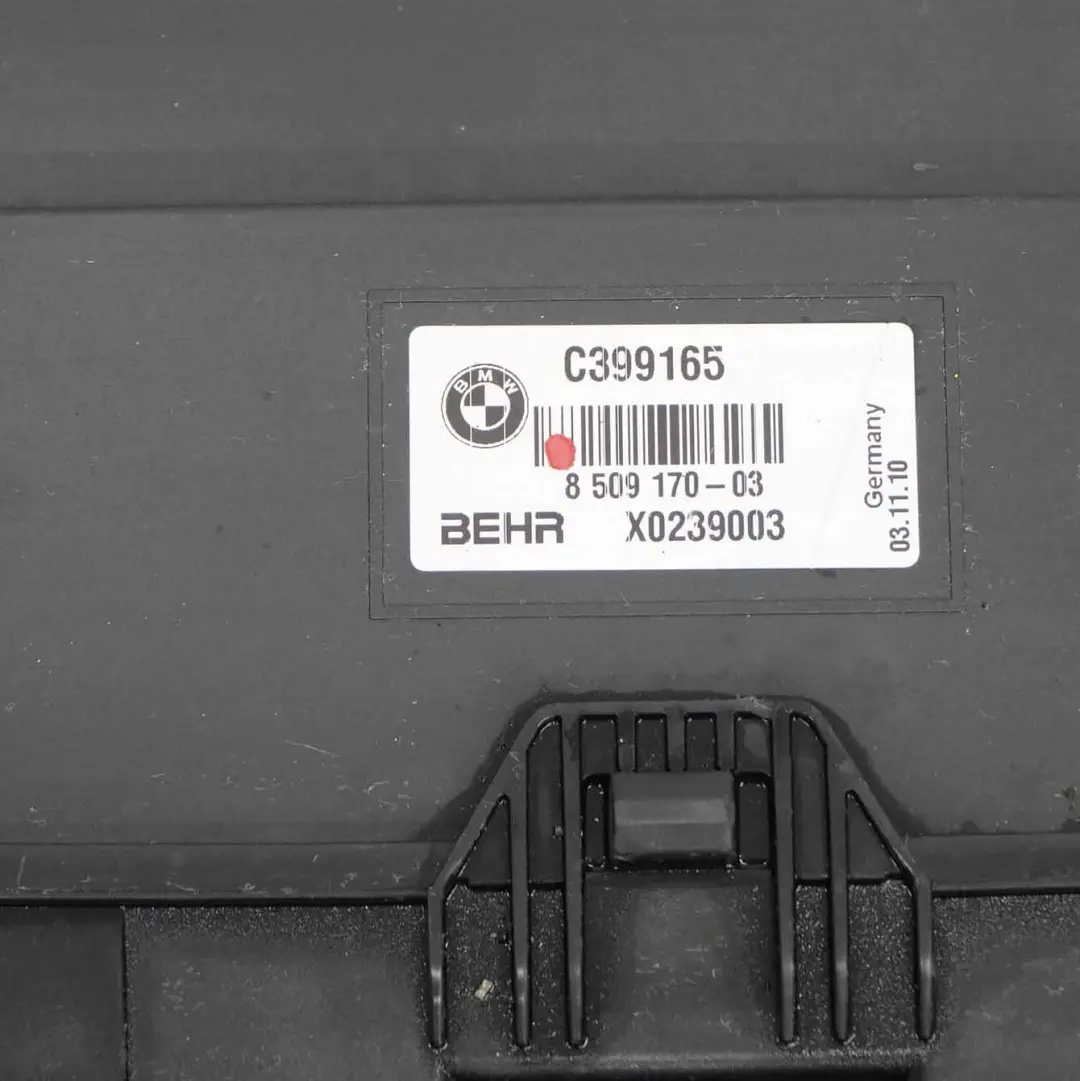 C399165
BMW
8 509 170-03
BEHR X0239003
Germany
03.11.10